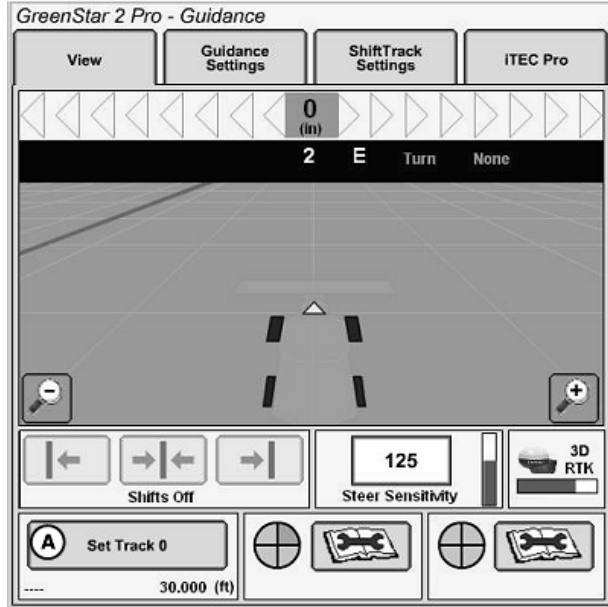 GreenStar 2 Pro - Guidance
View
Guidance
Settings
ShiftTrack
Settings
iTEC Pro
0
(in)
2 E Turn None
Shifts Off
125
Steer Sensitivity
3D
RTK
A Set Track 0
---- 30.000 (ft)